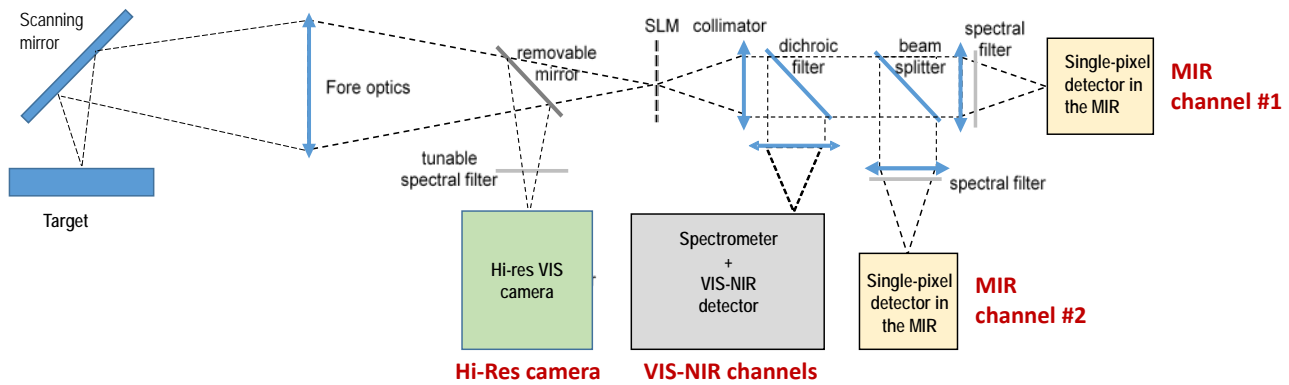 Scanning
mirror
Target
Fore optics
removable
mirror
tunable
spectral filter
Hi-res VIS
camera
Hi-Res camera
SLM
collimator
dichroic
filter
beam
splitter
spectral
filter
Single-pixel
detector in
the MIR
MIR
channel #1
Spectrometer
+
VIS-NIR
detector
VIS-NIR channels
spectral filter
Single-pixel
detector in
the MIR
MIR
channel #2